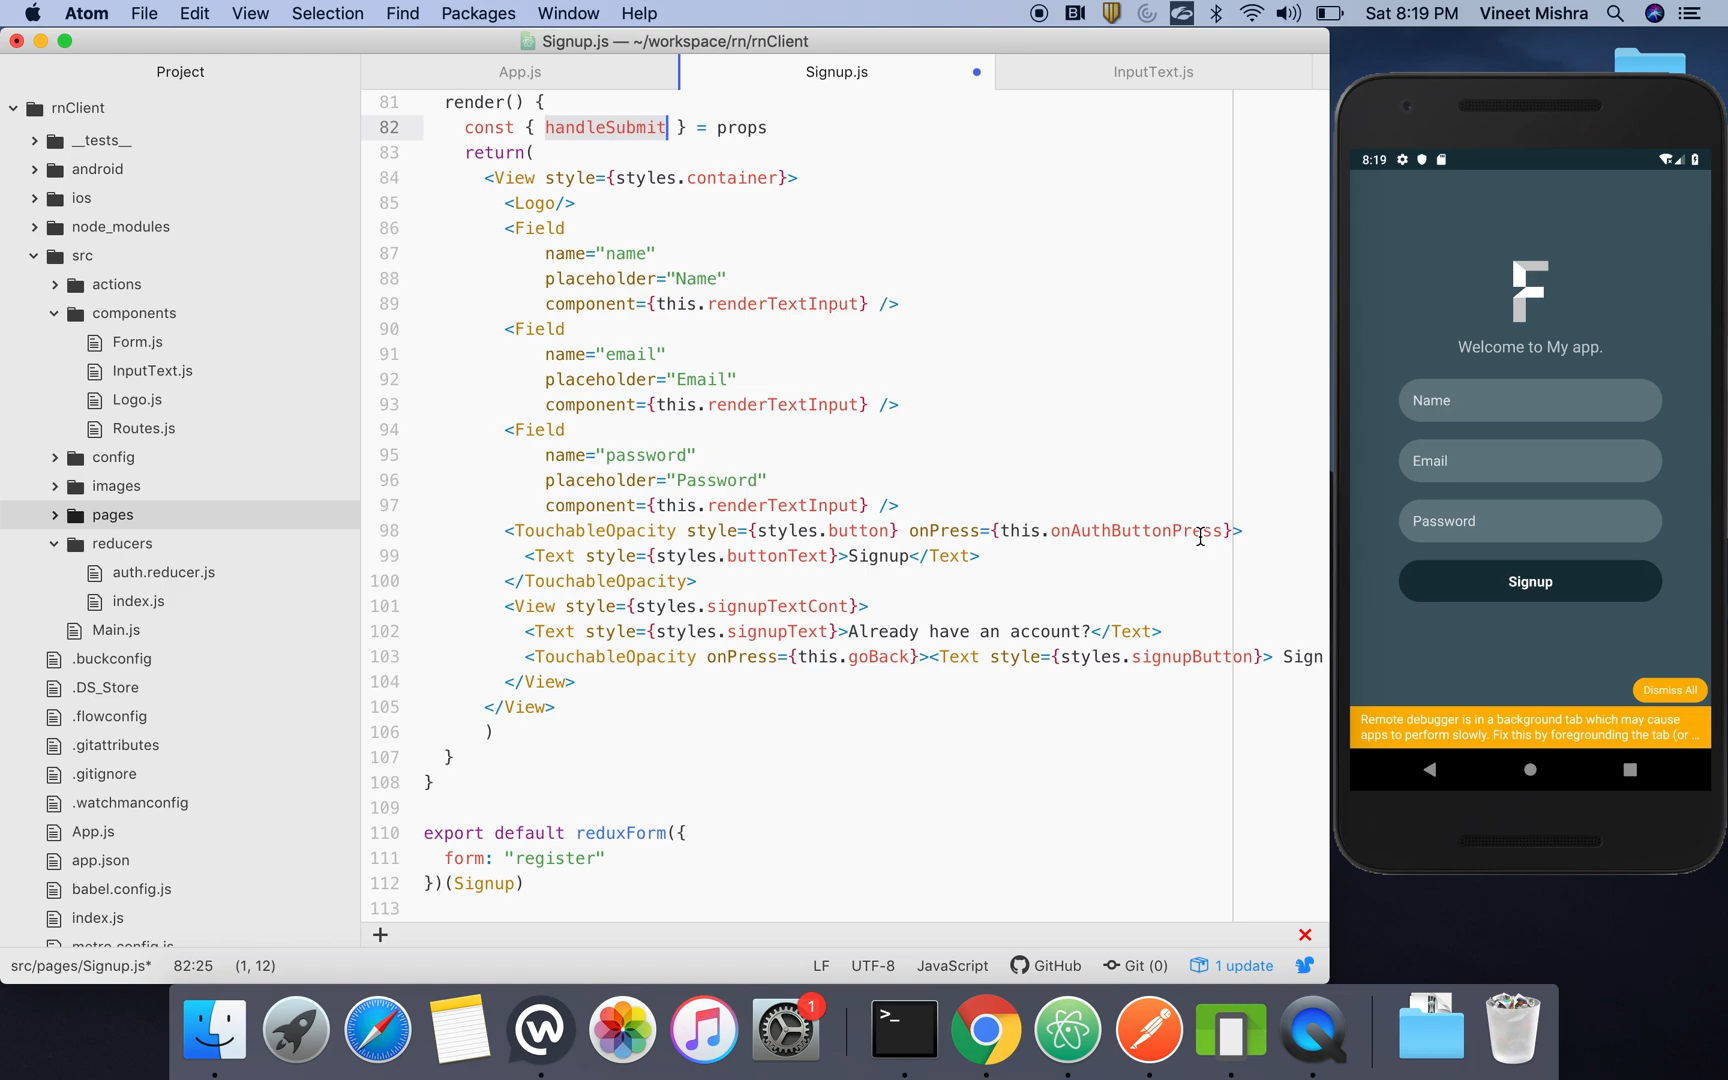 Atom File Edit View Selection Find Packages Window Help Sat 8:19 PM Vineet Mishra
Signup.js — ~/workspace/rn/rnClient
Project
App.js
Signup.js
InputText.js
rnClient
__tests__
android
ios
node_modules
src
actions
components
Form.js
InputText.js
Logo.js
Routes.js
config
images
pages
reducers
auth.reducer.js
index.js
Main.js
.buckconfig
.DS_Store
.flowconfig
.gitattributes
.gitignore
.watchmanconfig
App.js
app.json
babel.config.js
index.js
metro.config.js
81 render() {
82 const { handleSubmit } = props
83 return(
84 <View style={styles.container}>
85 <Logo/>
86 <Field
87 name="name"
88 placeholder="Name"
89 component={this.renderTextInput} />
90 <Field
91 name="email"
92 placeholder="Email"
93 component={this.renderTextInput} />
94 <Field
95 name="password"
96 placeholder="Password"
97 component={this.renderTextInput} />
98 <TouchableOpacity style={styles.button} onPress={this.onAuthButtonPress}>
99 <Text style={styles.buttonText}>Signup</Text>
100 </TouchableOpacity>
101 <View style={styles.signupTextCont}>
102 <Text style={styles.signupText}>Already have an account?</Text>
103 <TouchableOpacity onPress={this.goBack}><Text style={styles.signupButton}> Sign
104 </View>
105 </View>
106 )
107 }
108 }
109
110 export default reduxForm({
111 form: "register"
112 })(Signup)
113
src/pages/Signup.js* 82:25 (1, 12) LF UTF-8 JavaScript GitHub Git (0) 1 update
8:19
Welcome to My app.
Name
Email
Password
Signup
Dismiss All
Remote debugger is in a background tab which may cause
apps to perform slowly. Fix this by foregrounding the tab (or ...
1